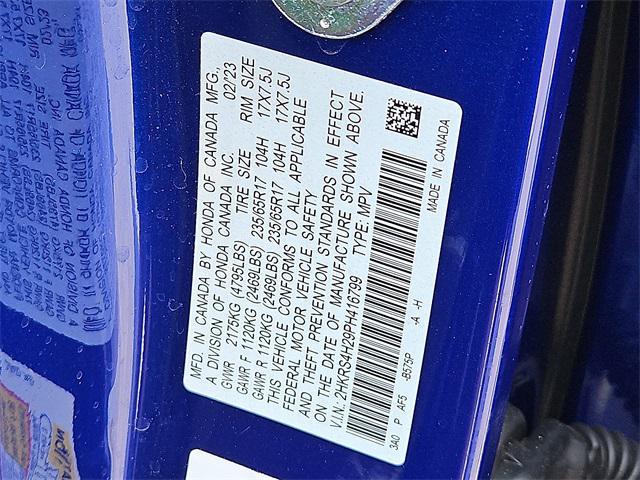 MFD. IN CANADA BY HONDA OF CANADA MFG.,
A DIVISION OF HONDA CANADA INC. 02/23
GVWR 2175KG (4795LBS) TIRE SIZE RIM SIZE
GAWR F 1120KG (2469LBS) 235/65R17 104H 17X7.5J
GAWR R 1120KG (2469LBS) 235/65R17 104H 17X7.5J
THIS VEHICLE CONFORMS TO ALL APPLICABLE
FEDERAL MOTOR VEHICLE SAFETY
AND THEFT PREVENTION STANDARDS IN EFFECT
ON THE DATE OF MANUFACTURE SHOWN ABOVE.
V.I.N.: 2HKRS4H29PH416799 TYPE: MPV
3A0 P AF5 -B575P -A -H
MADE IN CANADA